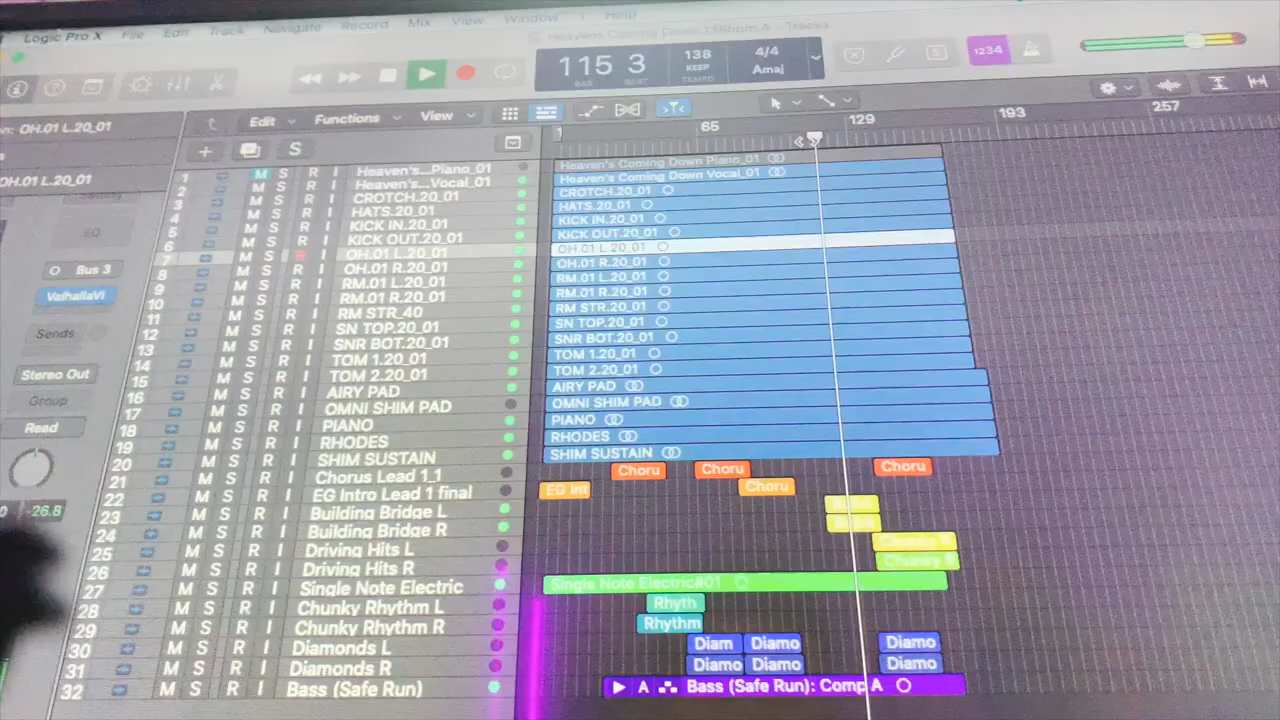 Logic Pro X File Edit Track Navigate Record Mix View Window Help
Heavens Coming Down
A - Tracks
115 3
138
KEEP
TEMPO
4/4
Amaj
BAR
BEAT
S
1234
OH.01 L.20_01
Edit
Functions
View
65
129
193
257
S
OH.01 L.20_01
EQ
Bus 3
ValhallaVi
Sends
Stereo Out
Group
Read
-26.8
1 M S R I Heaven's...Piano_01
2 M S R I Heaven's...Vocal_01
3 M S R I CROTCH.20_01
4 M S R I HATS.20_01
5 M S R I KICK IN.20_01
6 M S R I KICK OUT.20_01
7 M S R I OH.01 L.20_01
8 M S R I OH.01 R.20_01
9 M S R I RM.01 L.20_01
10 M S R I RM.01 R.20_01
11 M S R I RM STR_40
12 M S R I SN TOP.20_01
13 M S R I SNR BOT.20_01
14 M S R I TOM 1.20_01
15 M S R I TOM 2.20_01
16 M S R I AIRY PAD
17 M S R I OMNI SHIM PAD
18 M S R I PIANO
19 M S R I RHODES
20 M S R I SHIM SUSTAIN
21 M S R I Chorus Lead 1_1
22 M S R I EG Intro Lead 1 final
23 M S R I Building Bridge L
24 M S R I Building Bridge R
25 M S R I Driving Hits L
26 M S R I Driving Hits R
27 M S R I Single Note Electric
28 M S R I Chunky Rhythm L
29 M S R I Chunky Rhythm R
30 M S R I Diamonds L
31 M S R I Diamonds R
32 M S R I Bass (Safe Run)
Heaven's Coming Down Piano_01
Heaven's Coming Down Vocal_01
CROTCH.20_01
HATS.20_01
KICK IN.20_01
KICK OUT.20_01
OH.01 L.20_01
OH.01 R.20_01
RM.01 L.20_01
RM.01 R.20_01
RM STR_40
SN TOP.20_01
SNR BOT.20_01
TOM 1.20_01
TOM 2.20_01
AIRY PAD
OMNI SHIM PAD
PIANO
RHODES
SHIM SUSTAIN
Choru Choru Choru
EG Int Choru
Chunky R
Chunky R
Single Note Electric#01
Rhyth
Rhythm
Diam Diamo Diamo
Diamo Diamo Diamo
A Bass (Safe Run): Comp A